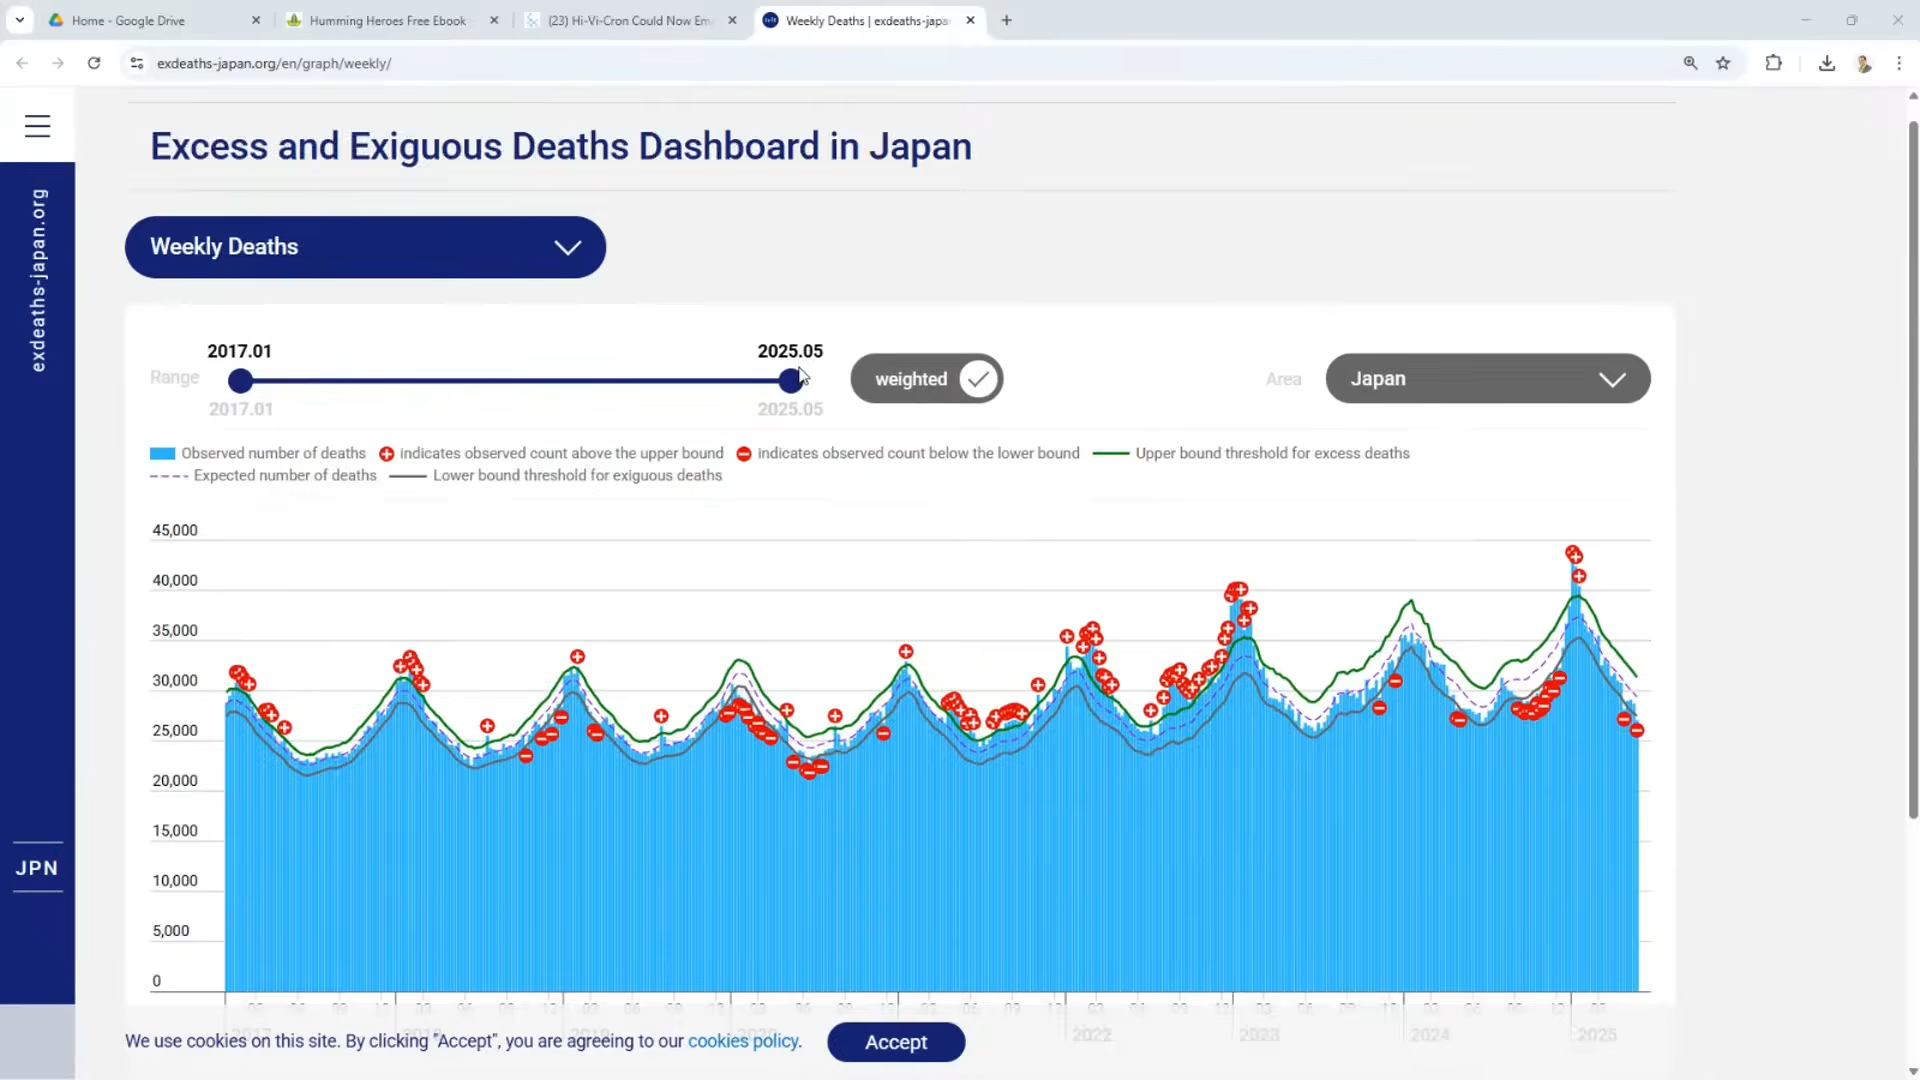 Home - Google Drive
Humming Heroes Free Ebook
(23) Hi-Vi-Cron Could Now Em
Weekly Deaths | exdeaths-japa
exdeaths-japan.org/en/graph/weekly/
exdeaths-japan.org
JPN
Excess and Exiguous Deaths Dashboard in Japan
Weekly Deaths
2017.01 2025.05
Range
2017.01 2025.05
weighted
Area
Japan
Observed number of deaths indicates observed count above the upper bound indicates observed count below the lower bound Upper bound threshold for excess deaths
Expected number of deaths Lower bound threshold for exiguous deaths
45,000
40,000
35,000
30,000
25,000
20,000
15,000
10,000
5,000
0
2017 2018 2019 2020 2022 2023 2024 2025
We use cookies on this site. By clicking "Accept", you are agreeing to our cookies policy.
Accept